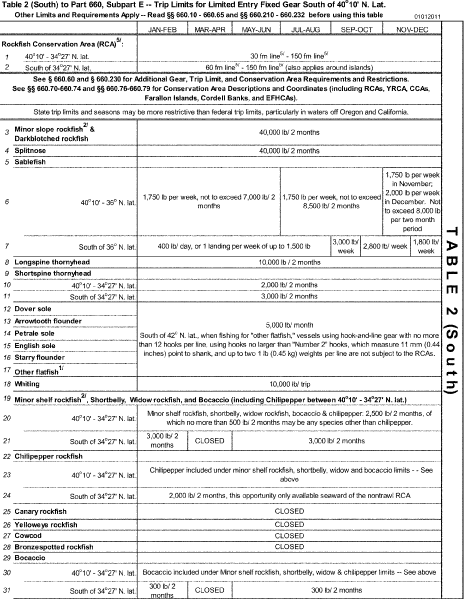 Table 2 (South) to Part 660, Subpart E -- Trip Limits for Limited Entry Fixed Gear South of 40°10' N. Lat.
Other Limitations and Requirements Apply -- Read §§ 660.10 - 660.65 and §§ 660.210 - 660.232 before using this table
01012011
JAN-FEB MAR-APR MAY-JUN JUL-AUG SEP-OCT NOV-DEC
Rockfish Conservation Area (RCA)5/:
1 40°10' - 34°27' N. lat. 30 fm line5/ - 150 fm line5/
2 South of 34°27' N. lat. 60 fm line5/ - 150 fm line5/ (also applies around islands)
See § 660.60 and § 660.230 for Additional Gear, Trip Limit, and Conservation Area Requirements and Restrictions.
See §§ 660.70-660.74 and §§ 660.76-660.79 for Conservation Area Descriptions and Coordinates (including RCAs, YRCA, CCAs,
Farallon Islands, Cordell Banks, and EFHCAs).
State trip limits and seasons may be more restrictive than federal trip limits, particularly in waters off Oregon and California.
3 Minor slope rockfish2/ &
Darkblotched rockfish
40,000 lb/ 2 months
4 Splitnose 40,000 lb/ 2 months
5 Sablefish
6 40°10' - 36° N. lat.
1,750 lb per week, not to exceed 7,000 lb/ 2
months
1,750 lb per week, not to exceed
8,500 lb/ 2 months
1,750 lb per week
in November;
2,000 lb per week
in December. Not
to exceed 8,000 lb
per two month
period
7 South of 36° N. lat. 400 lb/ day, or 1 landing per week of up to 1,500 lb
3,000 lb/
week
2,800 lb/ week
1,800 lb/
week
8 Longspine thornyhead 10,000 lb / 2 months
9 Shortspine thornyhead
10 40°10' - 34°27' N. lat. 2,000 lb/ 2 months
11 South of 34°27' N. lat. 3,000 lb/ 2 months
12 Dover sole
13 Arrowtooth flounder
14 Petrale sole
15 English sole
16 Starry flounder
17 Other flatfish1/
5,000 lb/ month
South of 42° N. lat., when fishing for "other flatfish," vessels using hook-and-line gear with no more
than 12 hooks per line, using hooks no larger than "Number 2" hooks, which measure 11 mm (0.44
inches) point to shank, and up to two 1 lb (0.45 kg) weights per line are not subject to the RCAs.
18 Whiting 10,000 lb/ trip
19 Minor shelf rockfish2/, Shortbelly, Widow rockfish, and Bocaccio (including Chilipepper between 40°10' - 34°27' N. lat.)
20 40°10' - 34°27' N. lat.
Minor shelf rockfish, shortbelly, widow rockfish, bocaccio & chilipepper: 2,500 lb/ 2 months, of
which no more than 500 lb/ 2 months may be any species other than chilipepper.
21 South of 34°27' N. lat.
3,000 lb/ 2
months
CLOSED 3,000 lb/ 2 months
22 Chilipepper rockfish
23 40°10' - 34°27' N. lat.
Chilipepper included under minor shelf rockfish, shortbelly, widow and bocaccio limits - - See
above
24 South of 34°27' N. lat. 2,000 lb/ 2 months, this opportunity only available seaward of the nontrawl RCA
25 Canary rockfish CLOSED
26 Yelloweye rockfish CLOSED
27 Cowcod CLOSED
28 Bronzespotted rockfish CLOSED
29 Bocaccio
30 40°10' - 34°27' N. lat. Bocaccio included under Minor shelf rockfish, shortbelly, widow & chilipepper limits -- See above
31 South of 34°27' N. lat.
300 lb/ 2
months
CLOSED 300 lb/ 2 months
TABLE 2 (South)